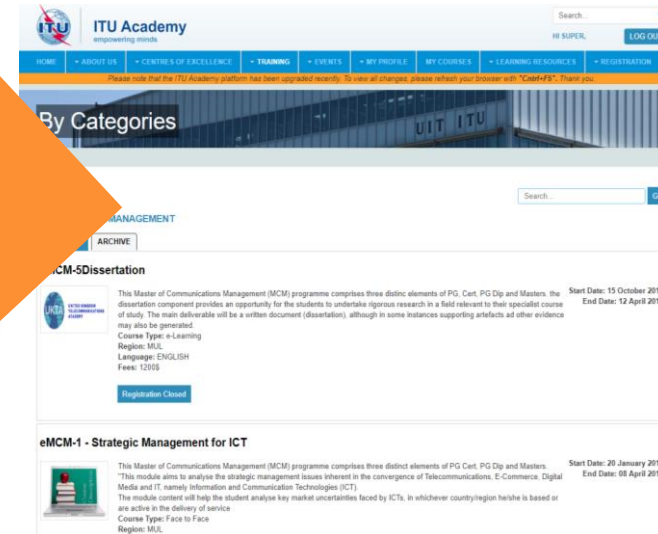 ITU Academy
empowering minds
Search...
HI SUPER,
LOG OU
HOME
ABOUT US
CENTRES OF EXCELLENCE
TRAINING
EVENTS
MY PROFILE
MY COURSES
LEARNING RESOURCES
REGISTRATION
Please note that the ITU Academy platform has been upgraded recently. To view all changes, please refresh your browser with "Cntrl+F5". Thank you.
By Categories
UIT ITU
Search...
MANAGEMENT
ARCHIVE
CM-5Dissertation
This Master of Communications Management (MCM) programme comprises three distinc elements of PG, Cert, PG Dip and Masters. the
dissertation component provides an opportunity for the students to undertake rigorous research in a field relevant to their specialist course
of study. The main deliverable will be a written document (dissertation), although in some instances supporting artefacts ad other evidence
may also be generated.
Course Type: e-Learning
Region: MUL
Language: ENGLISH
Fees: 1200$
Start Date: 15 October 201
End Date: 12 April 201
UKTA
UNITED KINGDOM
TELECOMMUNICATIONS
ACADEMY
Registration Closed
eMCM-1 - Strategic Management for ICT
This Master of Communications Management (MCM) programme comprises three distinct elements of PG Cert, PG Dip and Masters.
"This module aims to analyse the strategic management issues inherent in the convergence of Telecommunications, E-Commerce, Digital
Media and IT, namely Information and Communication Technologies (ICT).
The module content will help the student analyse key market uncertainties faced by ICTs, in whichever country/region he/she is based or
are active in the delivery of service
Course Type: Face to Face
Region: MUL
Start Date: 20 January 201
End Date: 08 April 201